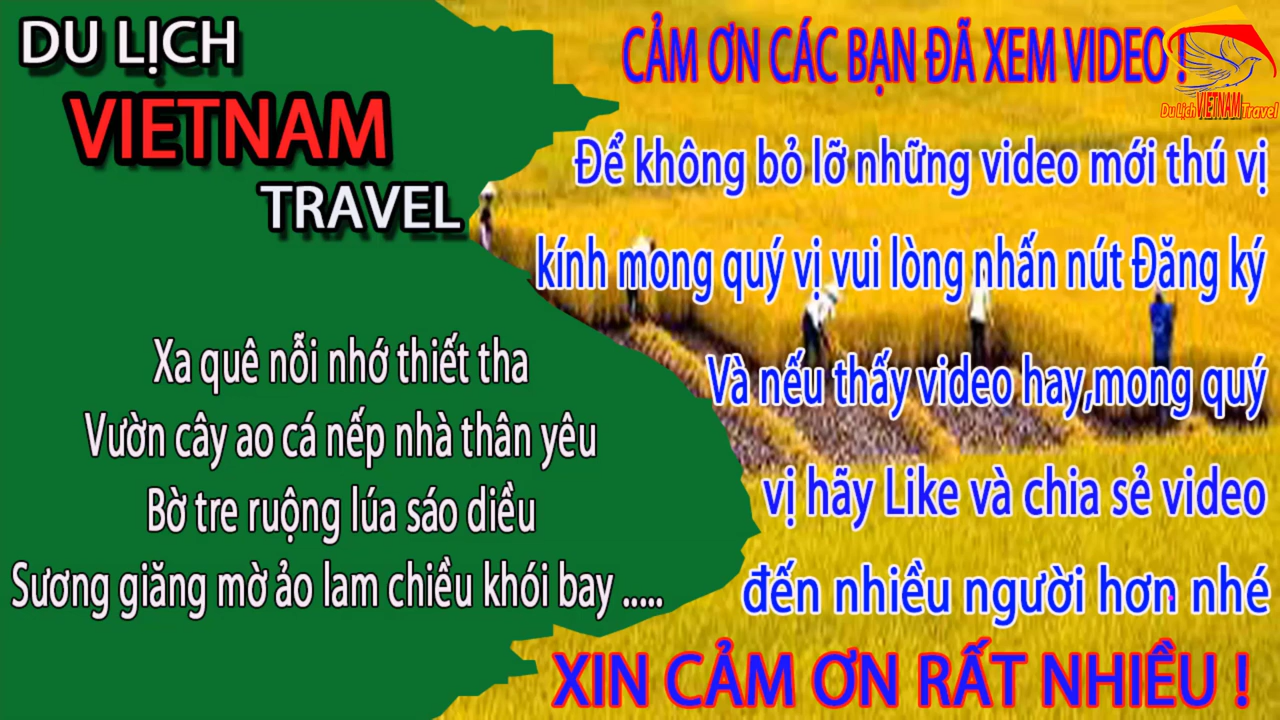 DU LỊCH
VIETNAM
TRAVEL
Xa quê nỗi nhớ thiết tha
Vườn cây ao cá nếp nhà thân yêu
Bờ tre ruộng lúa sáo diều
Sương giăng mờ ảo lam chiều khói bay .....
CẢM ƠN CÁC BẠN ĐÃ XEM VIDEO !
Du Lịch VIETNAM Travel
Để không bỏ lỡ những video mới thú vị
kính mong quý vị vui lòng nhấn nút Đăng ký
Và nếu thấy video hay,mong quý
vị hãy Like và chia sẻ video
đến nhiều người hơn nhé
XIN CẢM ƠN RẤT NHIỀU !